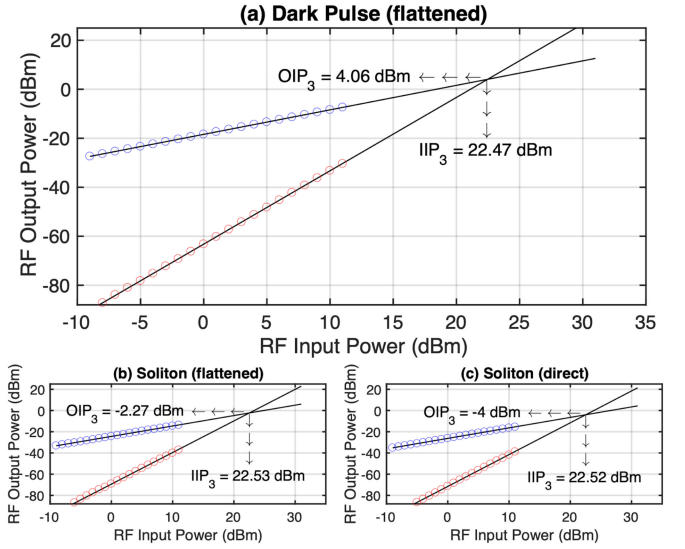 (a) Dark Pulse (flattened)
RF Output Power (dBm)
20
0
-20
-40
-60
-80
OIP3 = 4.06 dBm
IIP3 = 22.47 dBm
-10 -5 0 5 10 15 20 25 30 35
RF Input Power (dBm)
(b) Soliton (flattened)
RF Output Power (dBm)
20
0
-20
-40
-60
-80
OIP3 = -2.27 dBm
IIP3 = 22.53 dBm
-10 0 10 20 30
RF Input Power (dBm)
(c) Soliton (direct)
RF Output Power (dBm)
20
0
-20
-40
-60
-80
OIP3 = -4 dBm
IIP3 = 22.52 dBm
-10 0 10 20 30
RF Input Power (dBm)